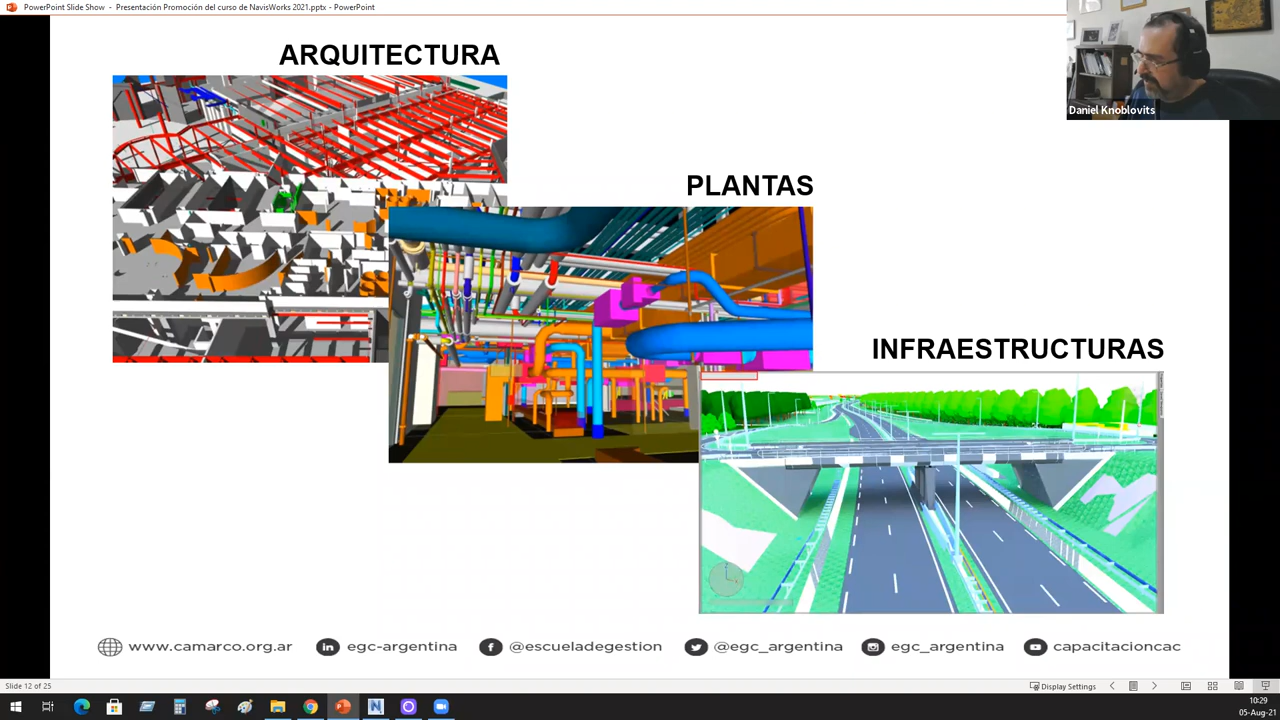 PowerPoint Slide Show - Presentación Promoción del curso de NavisWorks 2021.pptx - PowerPoint
Daniel Knoblovits
ARQUITECTURA
PLANTAS
INFRAESTRUCTURAS
www.camarco.org.ar
egc-argentina
@escueladegestion
@egc_argentina
egc_argentina
capacitacioncac
Slide 12 of 25
Display Settings
10:29
05-Aug-21